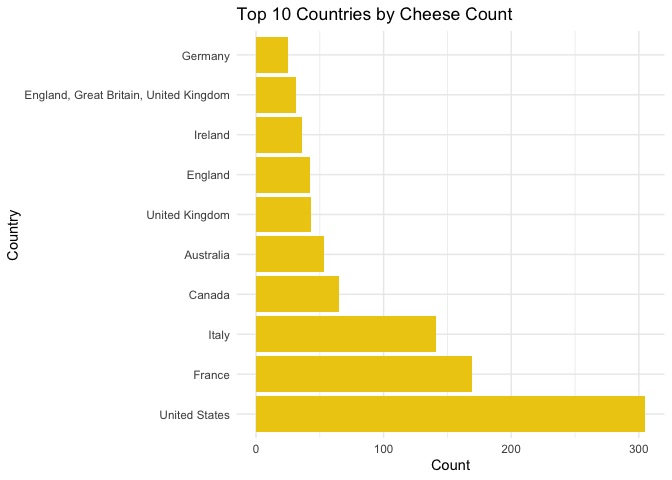 Top 10 Countries by Cheese Count
Germany
England, Great Britain, United Kingdom
Ireland
England
United Kingdom
Australia
Canada
Italy
France
United States
Country
0 100 200 300
Count